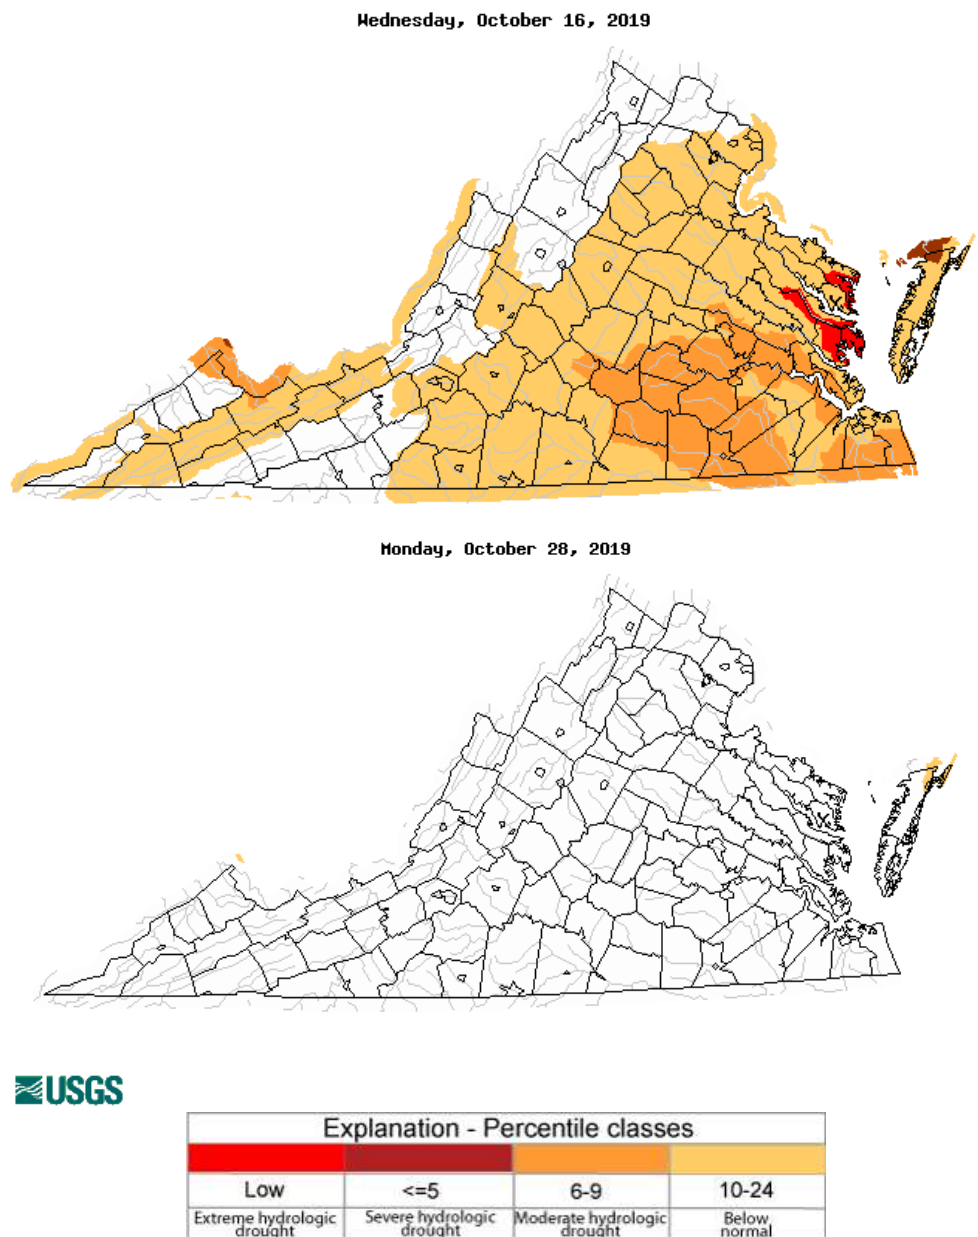 Wednesday, October 16, 2019
Monday, October 28, 2019
USGS
Explanation - Percentile classes
Low <=5 6-9 10-24
Extreme hydrologic drought Severe hydrologic drought Moderate hydrologic drought Below normal